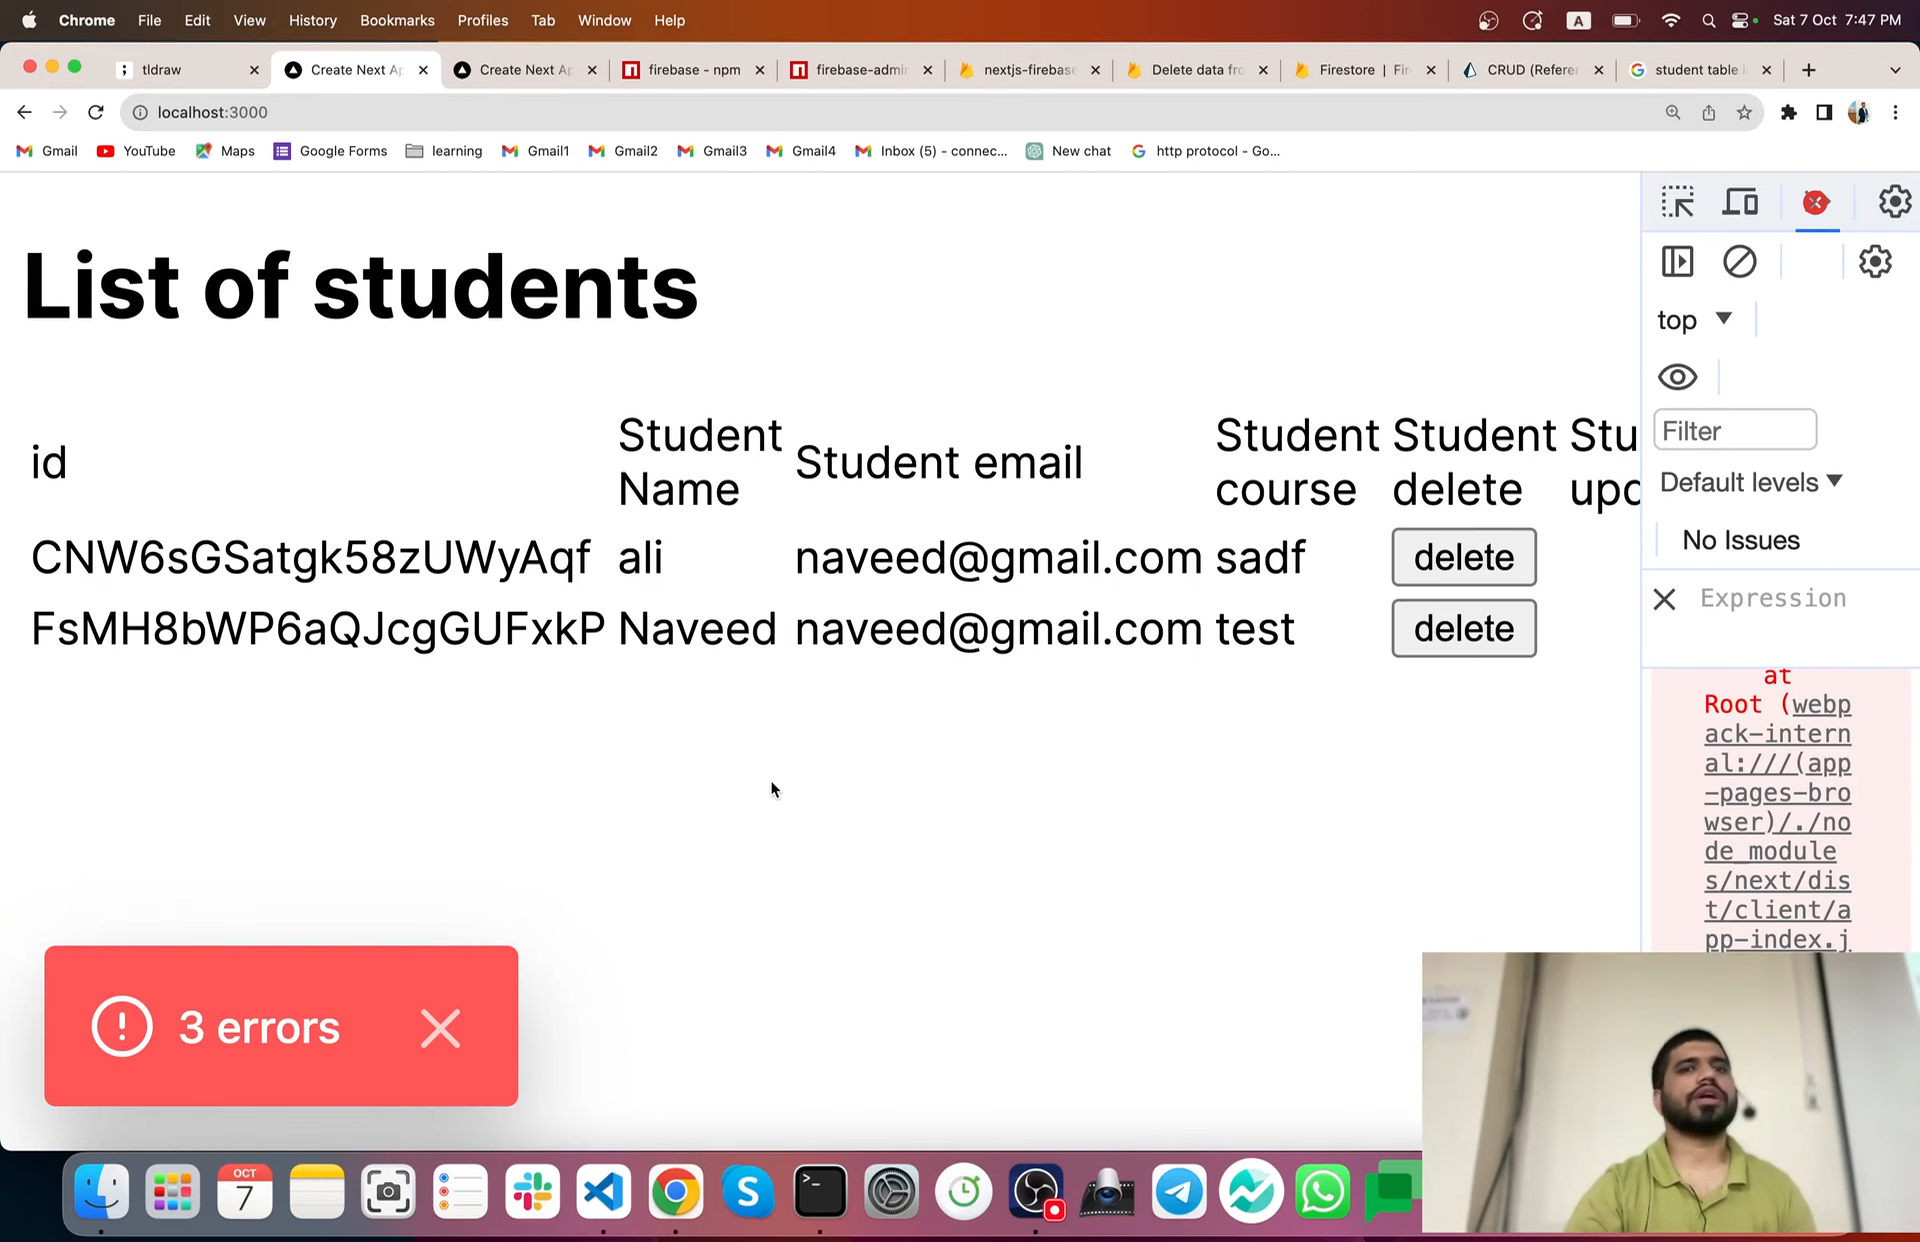 Chrome File Edit View History Bookmarks Profiles Tab Window Help A Sat 7 Oct 7:47 PM
tldraw Create Next Ap Create Next Ap firebase - npm firebase-admin nextjs-firebase Delete data fro Firestore | Fir CRUD (Referen student table i
localhost:3000
Gmail YouTube Maps Google Forms learning Gmail1 Gmail2 Gmail3 Gmail4 Inbox (5) - connec... New chat http protocol - Go...
List of students
id Student Name Student email Student course Student delete Stu upd
CNW6sGSatgk58zUWyAqf ali naveed@gmail.com sadf delete
FsMH8bWP6aQJcgGUFxkP Naveed naveed@gmail.com test delete
3 errors
top
Filter
Default levels
No Issues
Expression
at
Root (webp
ack-intern
al:///(app
-pages-bro
wser)/./no
de_module
s/next/dis
t/client/a
pp-index.j
OCT
7